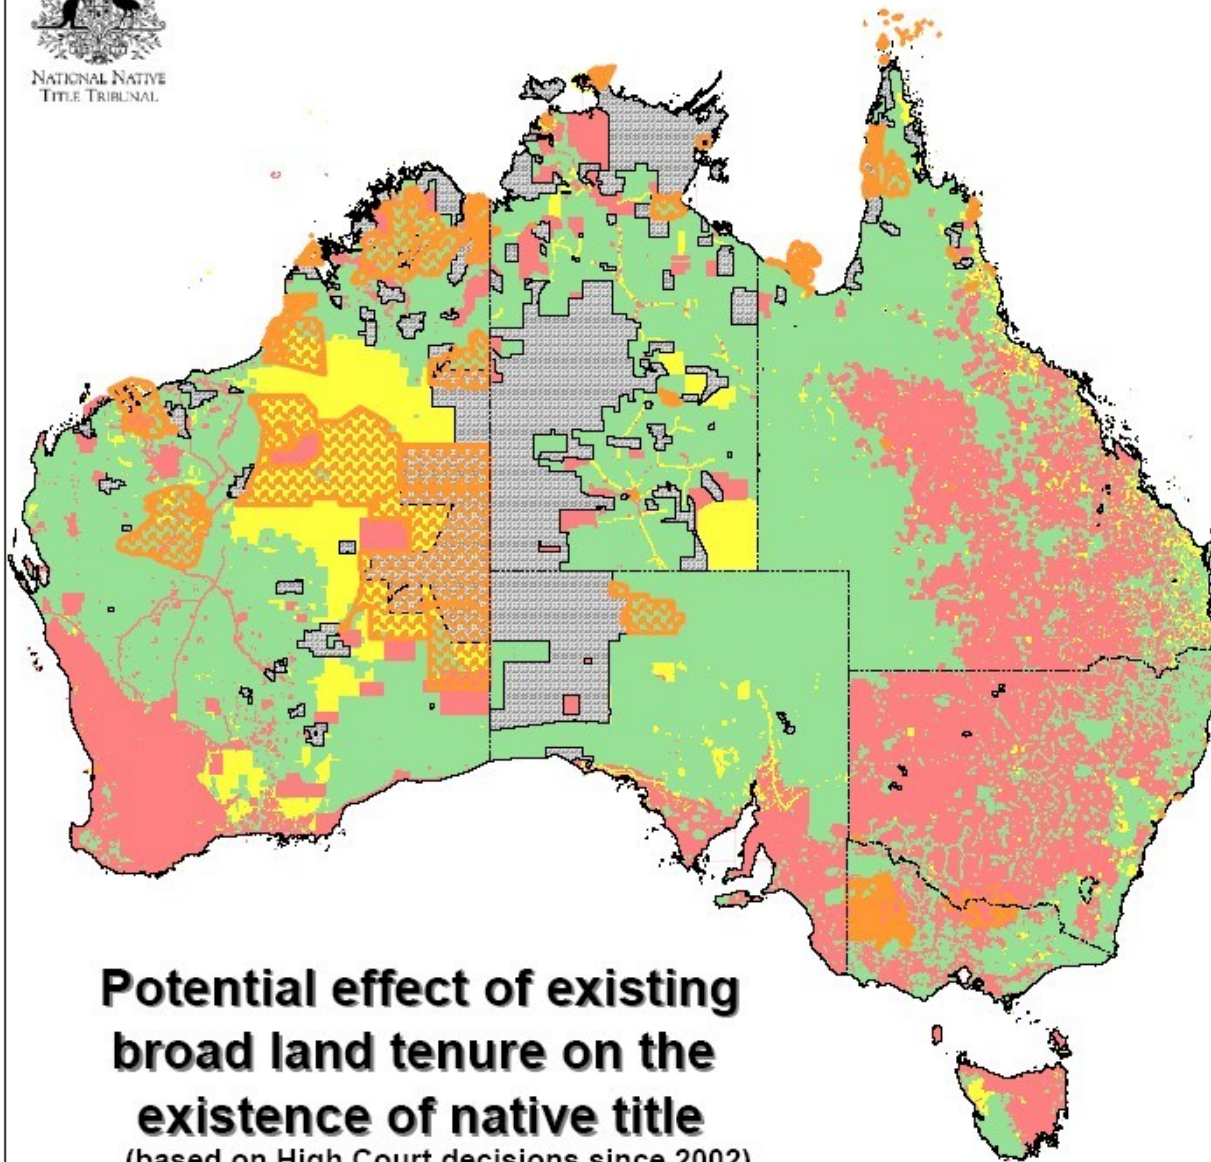 NATIONAL NATIVE
TITLE TRIBUNAL
Potential effect of existing
broad land tenure on the
existence of native title
(based on High Court decisions since 2002)